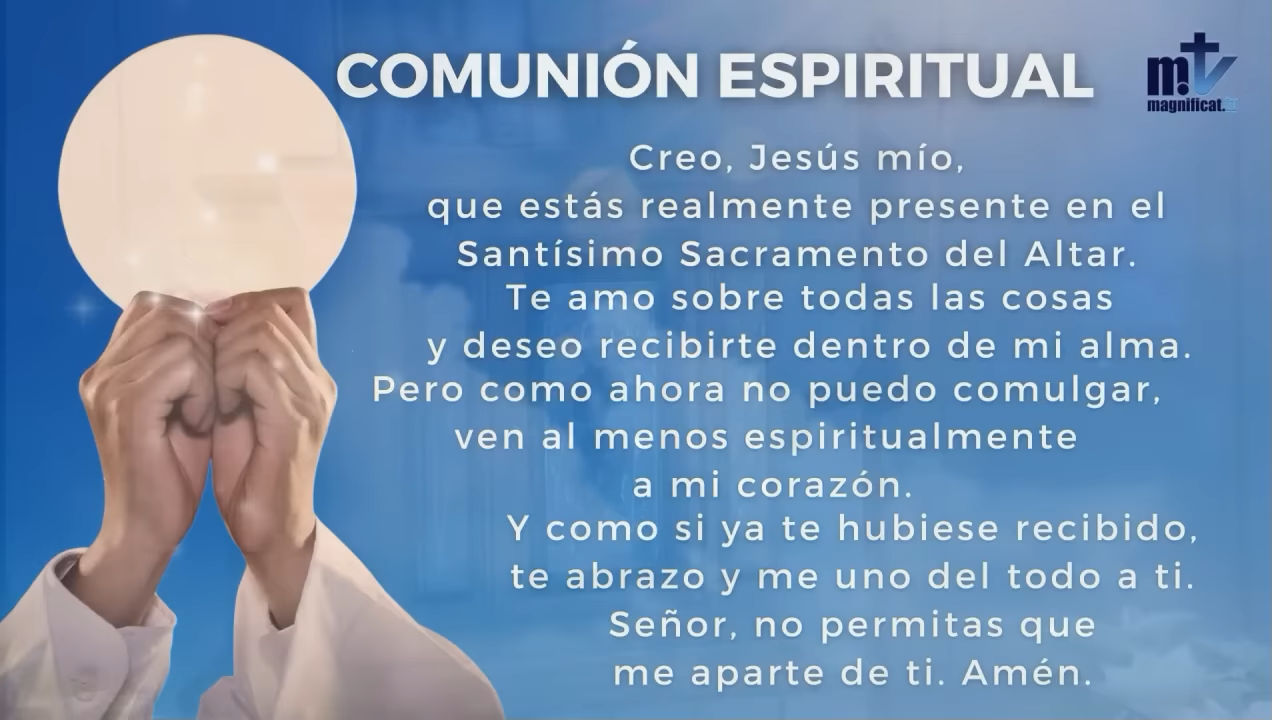 COMUNIÓN ESPIRITUAL
magnificat.tv
Creo, Jesús mío,
que estás realmente presente en el
Santísimo Sacramento del Altar.
Te amo sobre todas las cosas
y deseo recibirte dentro de mi alma.
Pero como ahora no puedo comulgar,
ven al menos espiritualmente
a mi corazón.
Y como si ya te hubiese recibido,
te abrazo y me uno del todo a ti.
Señor, no permitas que
me aparte de ti. Amén.